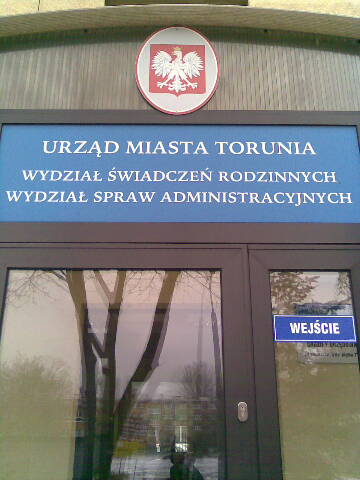 URZĄD MIASTA TORUNIA
WYDZIAŁ ŚWIADCZEŃ RODZINNYCH
WYDZIAŁ SPRAW ADMINISTRACYJNYCH
WEJŚCIE